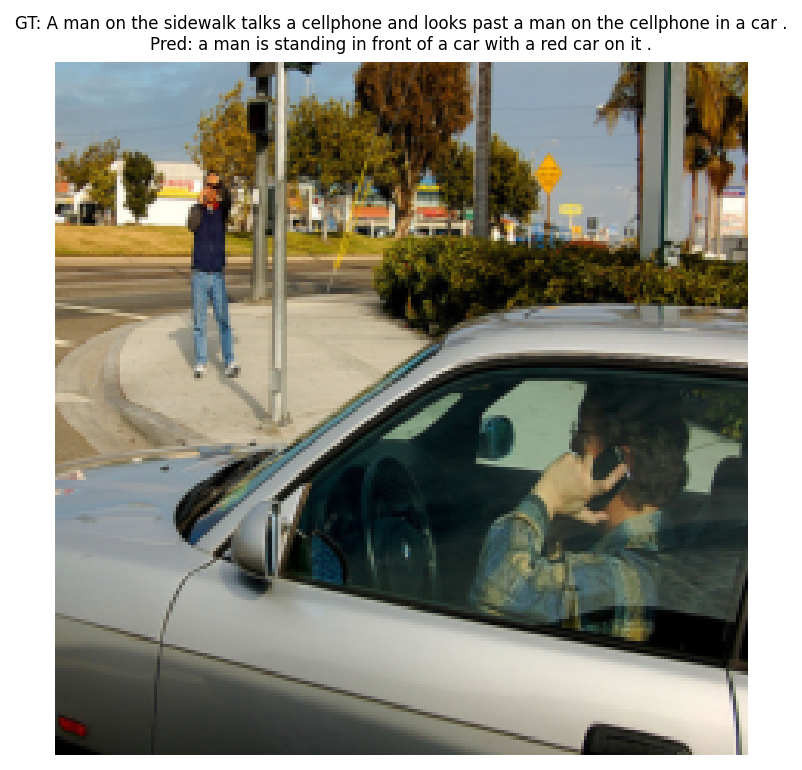 GT: A man on the sidewalk talks a cellphone and looks past a man on the cellphone in a car .
Pred: a man is standing in front of a car with a red car on it .